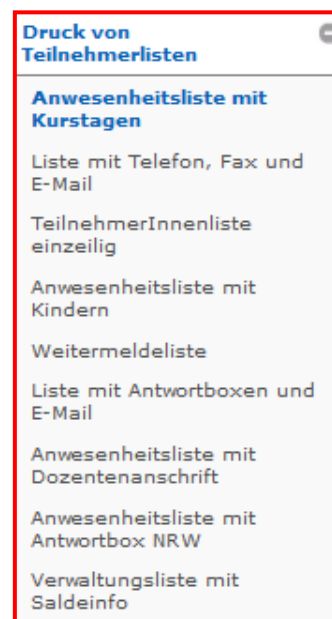 Druck von
Teilnehmerlisten
Anwesenheitsliste mit
Kurstagen
Liste mit Telefon, Fax und
E-Mail
TeilnehmerInnenliste
einzeilig
Anwesenheitsliste mit
Kindern
Weitermeldeliste
Liste mit Antwortboxen und
E-Mail
Anwesenheitsliste mit
Dozentenanschrift
Anwesenheitsliste mit
Antwortbox NRW
Verwaltungsliste mit
Saldeinfo